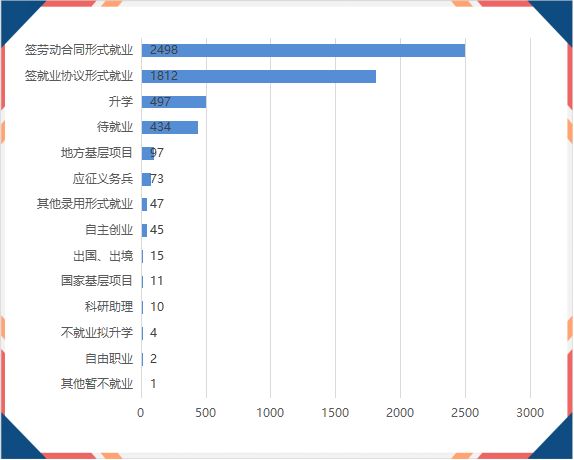 签劳动合同形式就业 2498
签就业协议形式就业 1812
升学 497
待就业 434
地方基层项目 97
应征义务兵 73
其他录用形式就业 47
自主创业 45
出国、出境 15
国家基层项目 11
科研助理 10
不就业拟升学 4
自由职业 2
其他暂不就业 1
0 500 1000 1500 2000 2500 3000